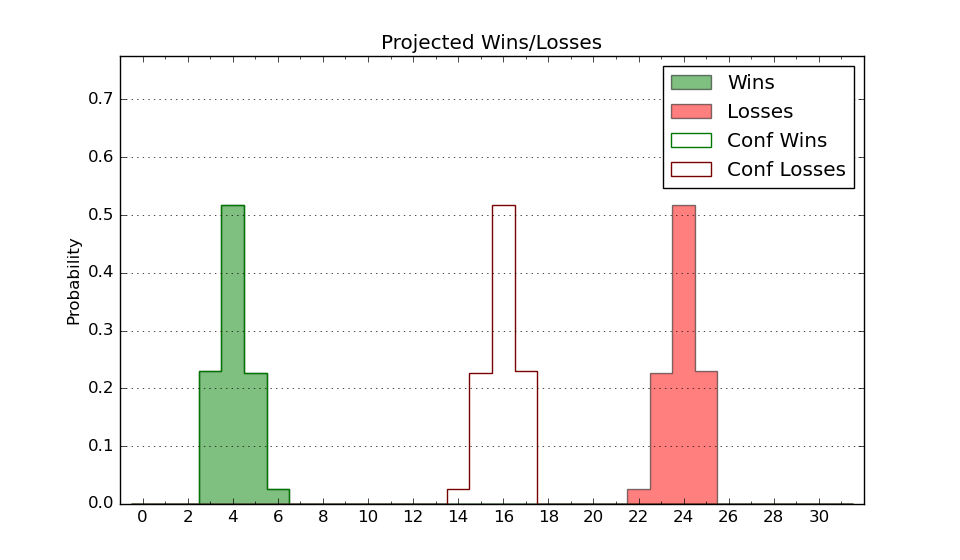 Projected Wins/Losses
Wins
Losses
Conf Wins
Conf Losses
Probability
0.7
0.6
0.5
0.4
0.3
0.2
0.1
0.0
0 2 4 6 8 10 12 14 16 18 20 22 24 26 28 30